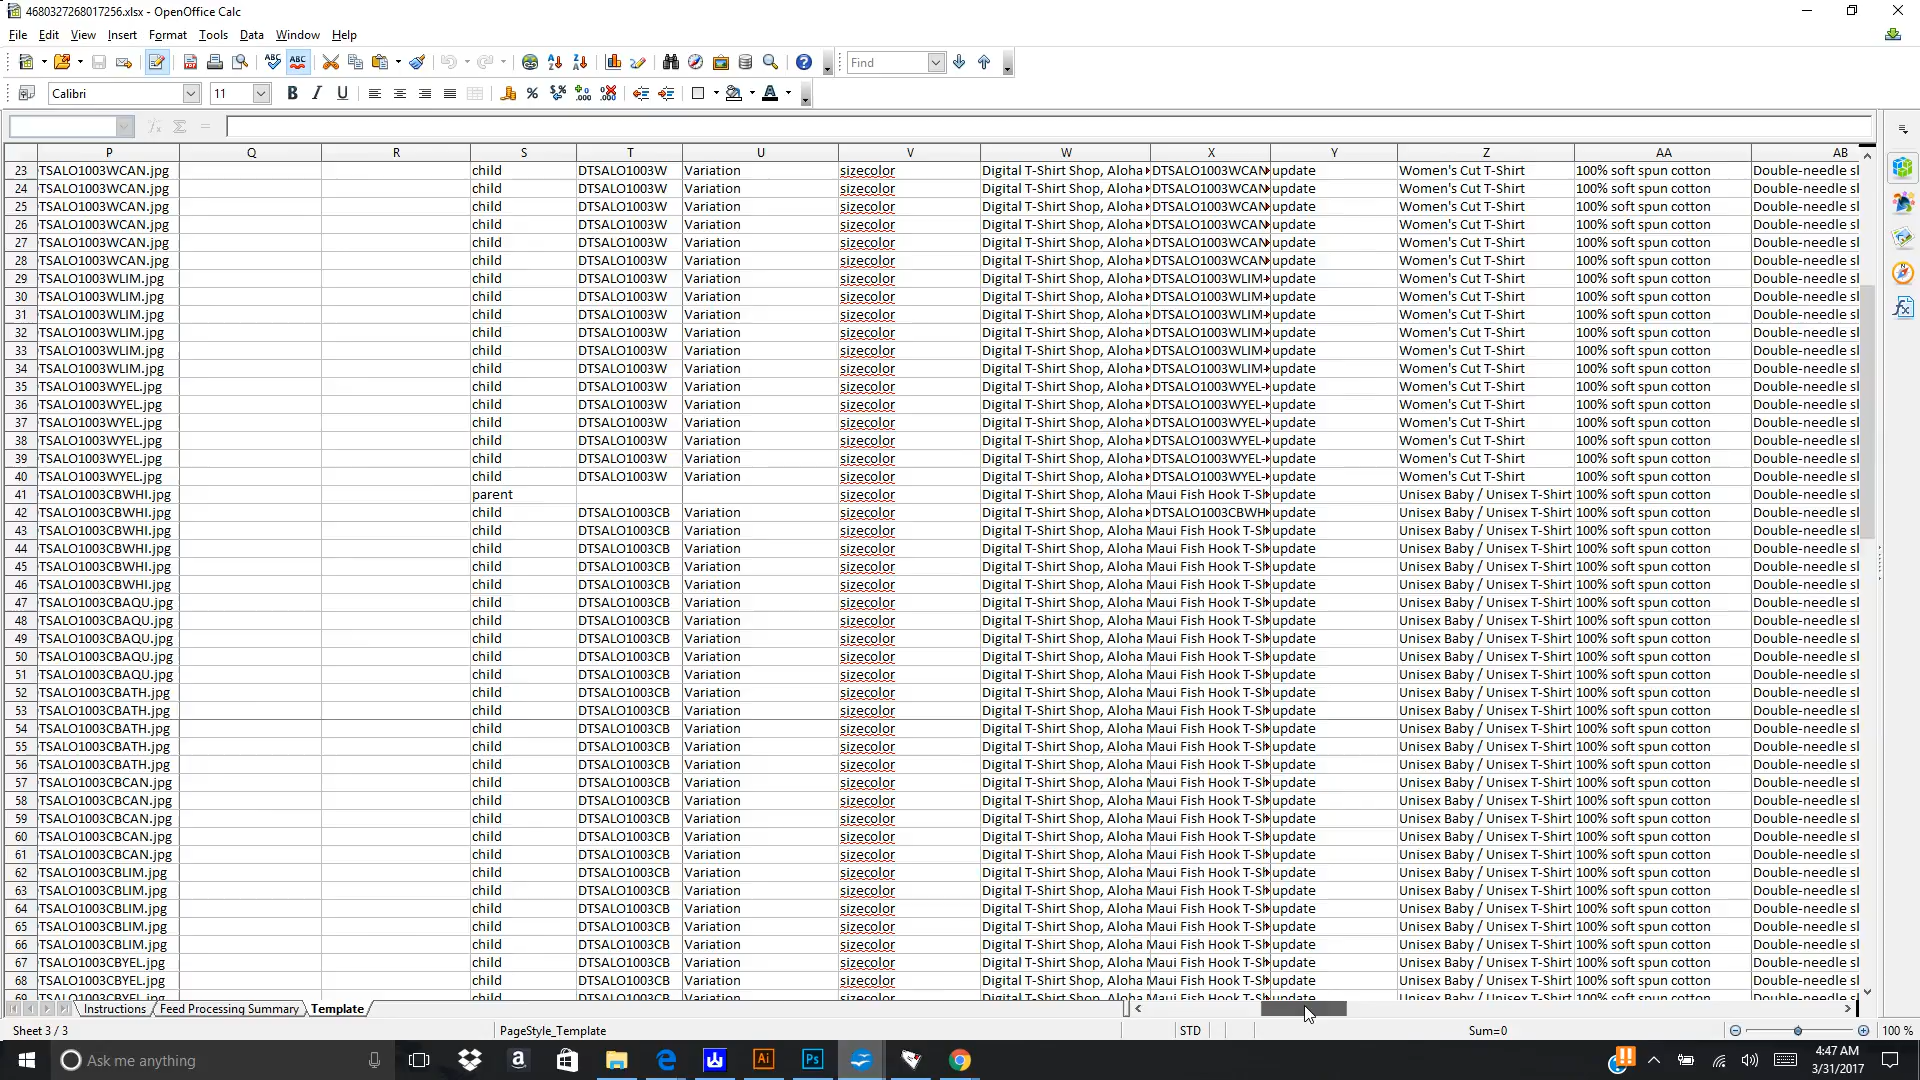 4680327268017256.xlsx - OpenOffice Calc
File Edit View Insert Format Tools Data Window Help
Find
Calibri 11
P Q R S T U V W X Y Z AA AB
23 TSALO1003WCAN.jpg child DTSALO1003W Variation sizecolor Digital T-Shirt Shop, Aloha DTSALO1003WCAN update Women's Cut T-Shirt 100% soft spun cotton Double-needle sl
24 TSALO1003WCAN.jpg child DTSALO1003W Variation sizecolor Digital T-Shirt Shop, Aloha DTSALO1003WCAN update Women's Cut T-Shirt 100% soft spun cotton Double-needle sl
25 TSALO1003WCAN.jpg child DTSALO1003W Variation sizecolor Digital T-Shirt Shop, Aloha DTSALO1003WCAN update Women's Cut T-Shirt 100% soft spun cotton Double-needle sl
26 TSALO1003WCAN.jpg child DTSALO1003W Variation sizecolor Digital T-Shirt Shop, Aloha DTSALO1003WCAN update Women's Cut T-Shirt 100% soft spun cotton Double-needle sl
27 TSALO1003WCAN.jpg child DTSALO1003W Variation sizecolor Digital T-Shirt Shop, Aloha DTSALO1003WCAN update Women's Cut T-Shirt 100% soft spun cotton Double-needle sl
28 TSALO1003WCAN.jpg child DTSALO1003W Variation sizecolor Digital T-Shirt Shop, Aloha DTSALO1003WCAN update Women's Cut T-Shirt 100% soft spun cotton Double-needle sl
29 TSALO1003WLIM.jpg child DTSALO1003W Variation sizecolor Digital T-Shirt Shop, Aloha DTSALO1003WLIM- update Women's Cut T-Shirt 100% soft spun cotton Double-needle sl
30 TSALO1003WLIM.jpg child DTSALO1003W Variation sizecolor Digital T-Shirt Shop, Aloha DTSALO1003WLIM- update Women's Cut T-Shirt 100% soft spun cotton Double-needle sl
31 TSALO1003WLIM.jpg child DTSALO1003W Variation sizecolor Digital T-Shirt Shop, Aloha DTSALO1003WLIM- update Women's Cut T-Shirt 100% soft spun cotton Double-needle sl
32 TSALO1003WLIM.jpg child DTSALO1003W Variation sizecolor Digital T-Shirt Shop, Aloha DTSALO1003WLIM- update Women's Cut T-Shirt 100% soft spun cotton Double-needle sl
33 TSALO1003WLIM.jpg child DTSALO1003W Variation sizecolor Digital T-Shirt Shop, Aloha DTSALO1003WLIM- update Women's Cut T-Shirt 100% soft spun cotton Double-needle sl
34 TSALO1003WLIM.jpg child DTSALO1003W Variation sizecolor Digital T-Shirt Shop, Aloha DTSALO1003WLIM- update Women's Cut T-Shirt 100% soft spun cotton Double-needle sl
35 TSALO1003WYEL.jpg child DTSALO1003W Variation sizecolor Digital T-Shirt Shop, Aloha DTSALO1003WYEL- update Women's Cut T-Shirt 100% soft spun cotton Double-needle sl
36 TSALO1003WYEL.jpg child DTSALO1003W Variation sizecolor Digital T-Shirt Shop, Aloha DTSALO1003WYEL- update Women's Cut T-Shirt 100% soft spun cotton Double-needle sl
37 TSALO1003WYEL.jpg child DTSALO1003W Variation sizecolor Digital T-Shirt Shop, Aloha DTSALO1003WYEL- update Women's Cut T-Shirt 100% soft spun cotton Double-needle sl
38 TSALO1003WYEL.jpg child DTSALO1003W Variation sizecolor Digital T-Shirt Shop, Aloha DTSALO1003WYEL- update Women's Cut T-Shirt 100% soft spun cotton Double-needle sl
39 TSALO1003WYEL.jpg child DTSALO1003W Variation sizecolor Digital T-Shirt Shop, Aloha DTSALO1003WYEL- update Women's Cut T-Shirt 100% soft spun cotton Double-needle sl
40 TSALO1003WYEL.jpg child DTSALO1003W Variation sizecolor Digital T-Shirt Shop, Aloha DTSALO1003WYEL- update Women's Cut T-Shirt 100% soft spun cotton Double-needle sl
41 TSALO1003CBWHI.jpg parent sizecolor Digital T-Shirt Shop, Aloha Maui Fish Hook T-Sh update Unisex Baby / Unisex T-Shirt 100% soft spun cotton Double-needle sl
42 TSALO1003CBWHI.jpg child DTSALO1003CB Variation sizecolor Digital T-Shirt Shop, Aloha DTSALO1003CBWH update Unisex Baby / Unisex T-Shirt 100% soft spun cotton Double-needle sl
43 TSALO1003CBWHI.jpg child DTSALO1003CB Variation sizecolor Digital T-Shirt Shop, Aloha Maui Fish Hook T-Sh update Unisex Baby / Unisex T-Shirt 100% soft spun cotton Double-needle sl
44 TSALO1003CBWHI.jpg child DTSALO1003CB Variation sizecolor Digital T-Shirt Shop, Aloha Maui Fish Hook T-Sh update Unisex Baby / Unisex T-Shirt 100% soft spun cotton Double-needle sl
45 TSALO1003CBWHI.jpg child DTSALO1003CB Variation sizecolor Digital T-Shirt Shop, Aloha Maui Fish Hook T-Sh update Unisex Baby / Unisex T-Shirt 100% soft spun cotton Double-needle sl
46 TSALO1003CBWHI.jpg child DTSALO1003CB Variation sizecolor Digital T-Shirt Shop, Aloha Maui Fish Hook T-Sh update Unisex Baby / Unisex T-Shirt 100% soft spun cotton Double-needle sl
47 TSALO1003CBAQU.jpg child DTSALO1003CB Variation sizecolor Digital T-Shirt Shop, Aloha Maui Fish Hook T-Sh update Unisex Baby / Unisex T-Shirt 100% soft spun cotton Double-needle sl
48 TSALO1003CBAQU.jpg child DTSALO1003CB Variation sizecolor Digital T-Shirt Shop, Aloha Maui Fish Hook T-Sh update Unisex Baby / Unisex T-Shirt 100% soft spun cotton Double-needle sl
49 TSALO1003CBAQU.jpg child DTSALO1003CB Variation sizecolor Digital T-Shirt Shop, Aloha Maui Fish Hook T-Sh update Unisex Baby / Unisex T-Shirt 100% soft spun cotton Double-needle sl
50 TSALO1003CBAQU.jpg child DTSALO1003CB Variation sizecolor Digital T-Shirt Shop, Aloha Maui Fish Hook T-Sh update Unisex Baby / Unisex T-Shirt 100% soft spun cotton Double-needle sl
51 TSALO1003CBAQU.jpg child DTSALO1003CB Variation sizecolor Digital T-Shirt Shop, Aloha Maui Fish Hook T-Sh update Unisex Baby / Unisex T-Shirt 100% soft spun cotton Double-needle sl
52 TSALO1003CBATH.jpg child DTSALO1003CB Variation sizecolor Digital T-Shirt Shop, Aloha Maui Fish Hook T-Sh update Unisex Baby / Unisex T-Shirt 100% soft spun cotton Double-needle sl
53 TSALO1003CBATH.jpg child DTSALO1003CB Variation sizecolor Digital T-Shirt Shop, Aloha Maui Fish Hook T-Sh update Unisex Baby / Unisex T-Shirt 100% soft spun cotton Double-needle sl
54 TSALO1003CBATH.jpg child DTSALO1003CB Variation sizecolor Digital T-Shirt Shop, Aloha Maui Fish Hook T-Sh update Unisex Baby / Unisex T-Shirt 100% soft spun cotton Double-needle sl
55 TSALO1003CBATH.jpg child DTSALO1003CB Variation sizecolor Digital T-Shirt Shop, Aloha Maui Fish Hook T-Sh update Unisex Baby / Unisex T-Shirt 100% soft spun cotton Double-needle sl
56 TSALO1003CBATH.jpg child DTSALO1003CB Variation sizecolor Digital T-Shirt Shop, Aloha Maui Fish Hook T-Sh update Unisex Baby / Unisex T-Shirt 100% soft spun cotton Double-needle sl
57 TSALO1003CBCAN.jpg child DTSALO1003CB Variation sizecolor Digital T-Shirt Shop, Aloha Maui Fish Hook T-Sh update Unisex Baby / Unisex T-Shirt 100% soft spun cotton Double-needle sl
58 TSALO1003CBCAN.jpg child DTSALO1003CB Variation sizecolor Digital T-Shirt Shop, Aloha Maui Fish Hook T-Sh update Unisex Baby / Unisex T-Shirt 100% soft spun cotton Double-needle sl
59 TSALO1003CBCAN.jpg child DTSALO1003CB Variation sizecolor Digital T-Shirt Shop, Aloha Maui Fish Hook T-Sh update Unisex Baby / Unisex T-Shirt 100% soft spun cotton Double-needle sl
60 TSALO1003CBCAN.jpg child DTSALO1003CB Variation sizecolor Digital T-Shirt Shop, Aloha Maui Fish Hook T-Sh update Unisex Baby / Unisex T-Shirt 100% soft spun cotton Double-needle sl
61 TSALO1003CBCAN.jpg child DTSALO1003CB Variation sizecolor Digital T-Shirt Shop, Aloha Maui Fish Hook T-Sh update Unisex Baby / Unisex T-Shirt 100% soft spun cotton Double-needle sl
62 TSALO1003CBLIM.jpg child DTSALO1003CB Variation sizecolor Digital T-Shirt Shop, Aloha Maui Fish Hook T-Sh update Unisex Baby / Unisex T-Shirt 100% soft spun cotton Double-needle sl
63 TSALO1003CBLIM.jpg child DTSALO1003CB Variation sizecolor Digital T-Shirt Shop, Aloha Maui Fish Hook T-Sh update Unisex Baby / Unisex T-Shirt 100% soft spun cotton Double-needle sl
64 TSALO1003CBLIM.jpg child DTSALO1003CB Variation sizecolor Digital T-Shirt Shop, Aloha Maui Fish Hook T-Sh update Unisex Baby / Unisex T-Shirt 100% soft spun cotton Double-needle sl
65 TSALO1003CBLIM.jpg child DTSALO1003CB Variation sizecolor Digital T-Shirt Shop, Aloha Maui Fish Hook T-Sh update Unisex Baby / Unisex T-Shirt 100% soft spun cotton Double-needle sl
66 TSALO1003CBLIM.jpg child DTSALO1003CB Variation sizecolor Digital T-Shirt Shop, Aloha Maui Fish Hook T-Sh update Unisex Baby / Unisex T-Shirt 100% soft spun cotton Double-needle sl
67 TSALO1003CBYEL.jpg child DTSALO1003CB Variation sizecolor Digital T-Shirt Shop, Aloha Maui Fish Hook T-Sh update Unisex Baby / Unisex T-Shirt 100% soft spun cotton Double-needle sl
68 TSALO1003CBYEL.jpg child DTSALO1003CB Variation sizecolor Digital T-Shirt Shop, Aloha Maui Fish Hook T-Sh update Unisex Baby / Unisex T-Shirt 100% soft spun cotton Double-needle sl
69 TSALO1003CBYEL.jpg child DTSALO1003CB Variation sizecolor Digital T-Shirt Shop, Aloha Maui Fish Hook T-Sh update Unisex Baby / Unisex T-Shirt 100% soft spun cotton Double-needle sl
Instructions Feed Processing Summary Template
Sheet 3 / 3 PageStyle_Template STD Sum=0 100 %
Ask me anything
4:47 AM
3/31/2017